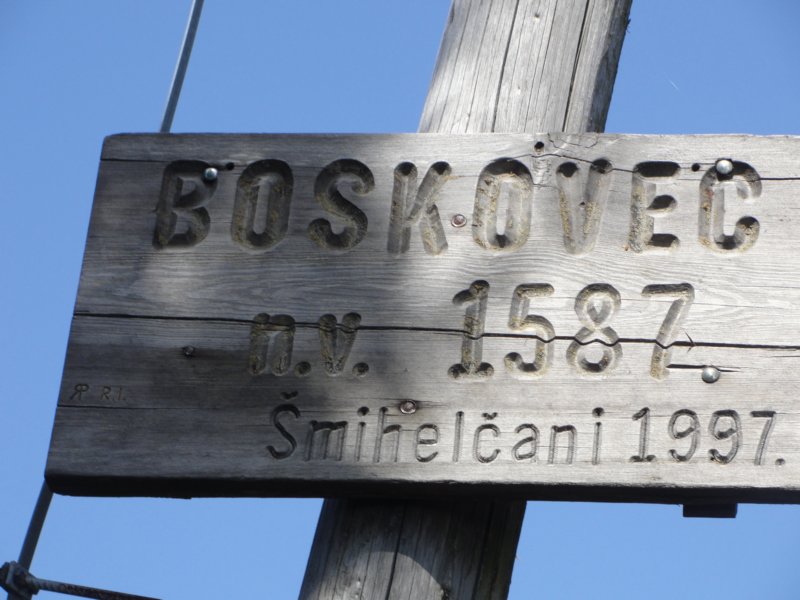 BOSKOVEC
n.v. 1587
Šmihelčani 1997.
R.I.